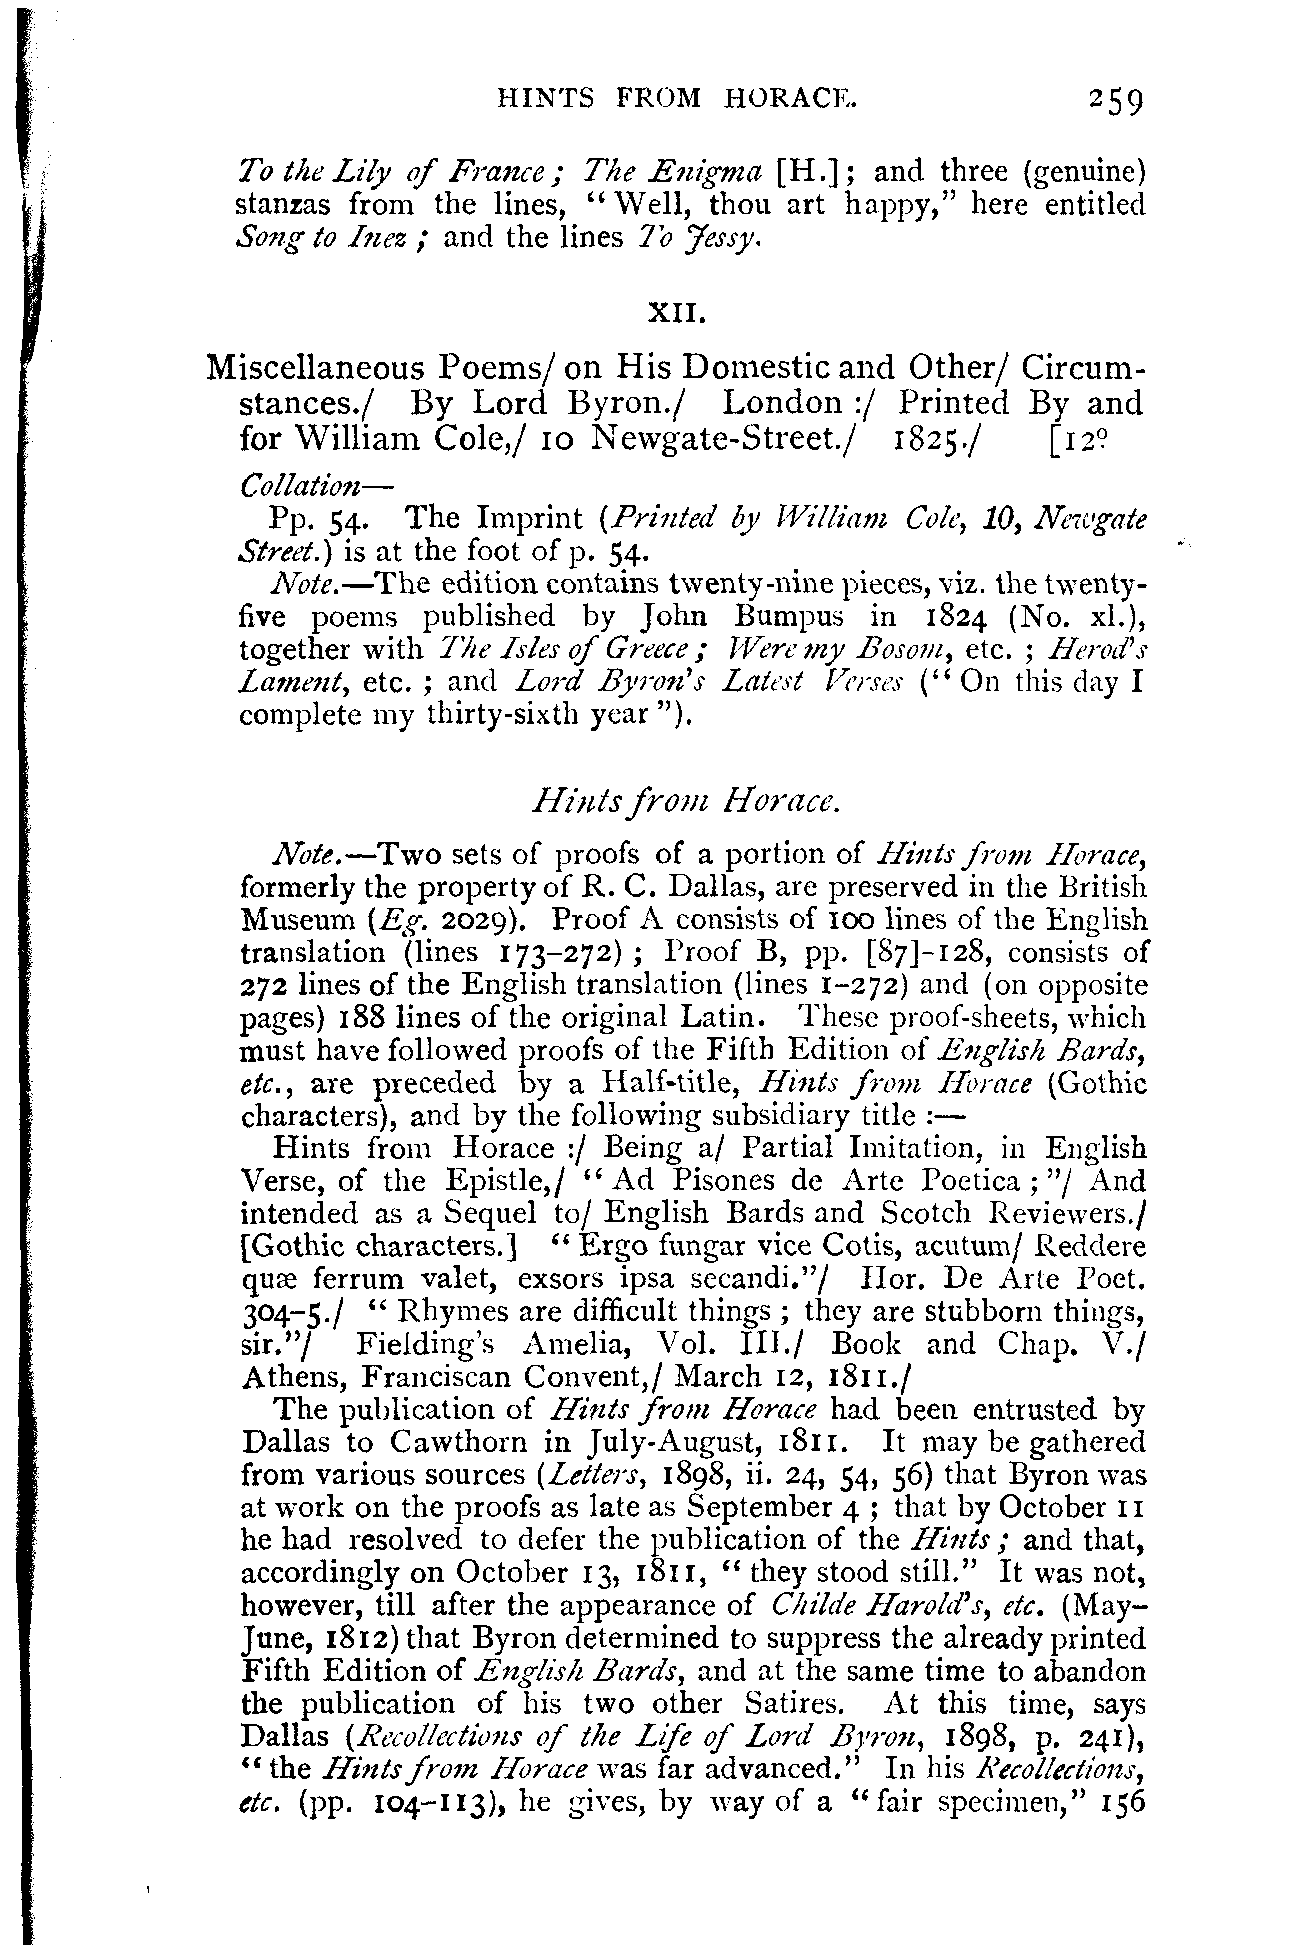 HINTS FROM HORACE. 259
To the Lily of France ; The Enigma [H.] ; and three (genuine)
stanzas from the lines, “ Well, thou art happy,” here entitled
Song to Inez ; and the lines To Jessy.
XII.
Miscellaneous Poems/ on His Domestic and Other/ Circum-
stances./ By Lord Byron./ London :/ Printed By and
for William Cole,/ 10 Newgate-Street./ 1825./ [12º
Collation—
Pp. 54. The Imprint (Printed by William Cole, 10, Newgate
Street.) is at the foot of p. 54.
Note.—The edition contains twenty-nine pieces, viz. the twenty-
five poems published by John Bumpus in 1824 (No. xl.),
together with The Isles of Greece ; Were my Bosom, etc. ; Herod's
Lament, etc. ; and Lord Byron's Latest Verses (“ On this day I
complete my thirty-sixth year ”).
Hints from Horace.
Note.—Two sets of proofs of a portion of Hints from Horace,
formerly the property of R. C. Dallas, are preserved in the British
Museum (Eg. 2029). Proof A consists of 100 lines of the English
translation (lines 173–272) ; Proof B, pp. [87]–128, consists of
272 lines of the English translation (lines 1–272) and (on opposite
pages) 188 lines of the original Latin. These proof-sheets, which
must have followed proofs of the Fifth Edition of English Bards,
etc., are preceded by a Half-title, Hints from Horace (Gothic
characters), and by the following subsidiary title :—
Hints from Horace :/ Being a/ Partial Imitation, in English
Verse, of the Epistle,/ “ Ad Pisones de Arte Poetica ; ”/ And
intended as a Sequel to/ English Bards and Scotch Reviewers./
[Gothic characters.] “ Ergo fungar vice Cotis, acutum/ Reddere
quæ ferrum valet, exsors ipsa secandi.”/ Hor. De Arte Poet.
304–5./ “ Rhymes are difficult things ; they are stubborn things,
sir.”/ Fielding's Amelia, Vol. III./ Book and Chap. V./
Athens, Franciscan Convent,/ March 12, 1811./
The publication of Hints from Horace had been entrusted by
Dallas to Cawthorn in July-August, 1811. It may be gathered
from various sources (Letters, 1898, ii. 24, 54, 56) that Byron was
at work on the proofs as late as September 4 ; that by October 11
he had resolved to defer the publication of the Hints ; and that,
accordingly on October 13, 1811, “ they stood still.” It was not,
however, till after the appearance of Childe Harold's, etc. (May–
June, 1812) that Byron determined to suppress the already printed
Fifth Edition of English Bards, and at the same time to abandon
the publication of his two other Satires. At this time, says
Dallas (Recollections of the Life of Lord Byron, 1898, p. 241),
“ the Hints from Horace was far advanced.” In his Recollections,
etc. (pp. 104–113), he gives, by way of a “ fair specimen,” 156